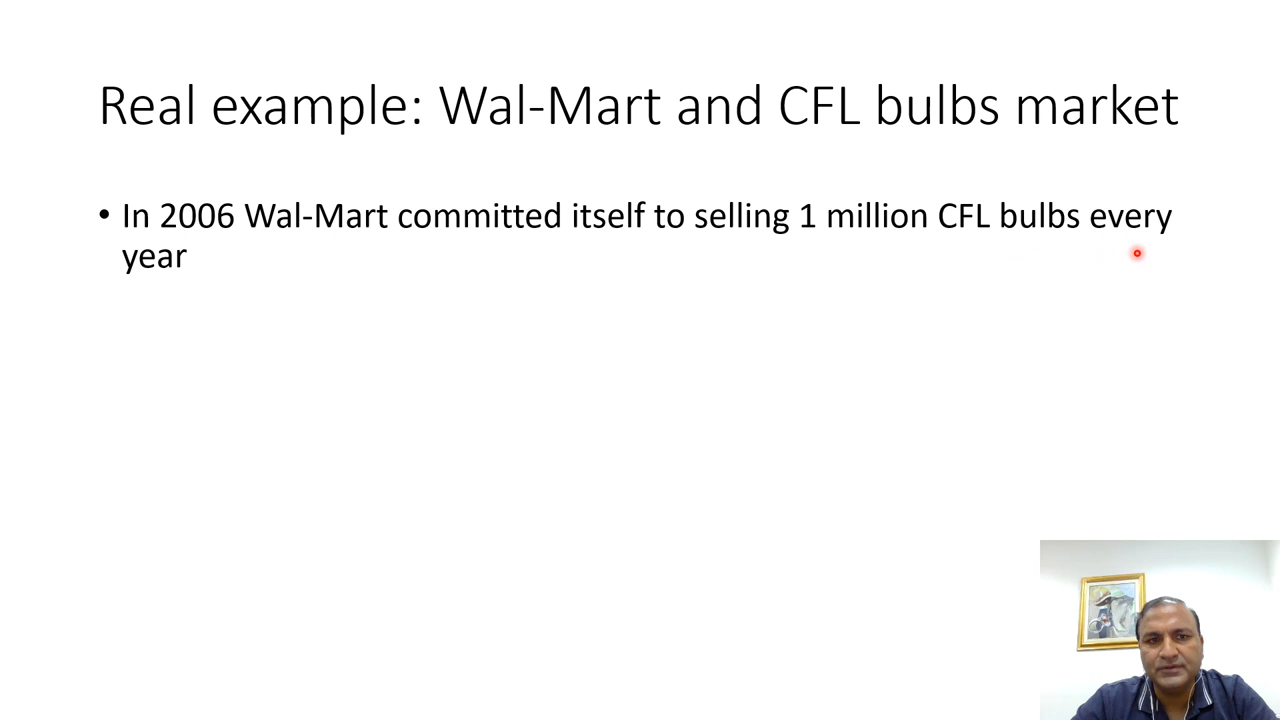 Real example: Wal-Mart and CFL bulbs market
• In 2006 Wal-Mart committed itself to selling 1 million CFL bulbs every
year